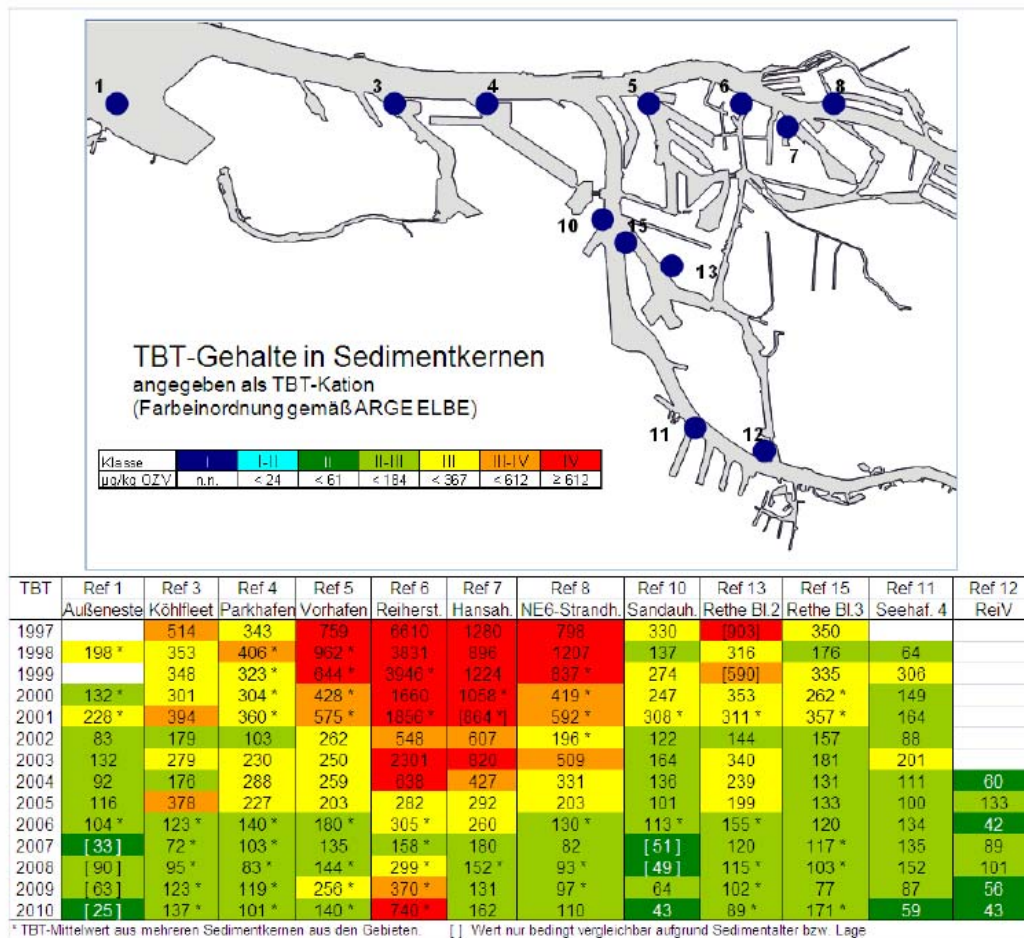 1
3
4
5
6
8
7
10
15
13
11
12
TBT-Gehalte in Sedimentkernen
angegeben als TBT-Kation
(Farbeinordnung gemäß ARGE ELBE)
Klasse I I-II II II-III III III-IV IV
µg/kg OZV n.n. < 24 < 61 < 184 < 367 < 612 ≥ 612
TBT Ref 1 Ref 3 Ref 4 Ref 5 Ref 6 Ref 7 Ref 8 Ref 10 Ref 13 Ref 15 Ref 11 Ref 12
Außeneste Köhlfleet Parkhafen Vorhafen Reiherst. Hansah. NE6-Strandh. Sandauh. Rethe Bl.2 Rethe Bl.3 Seehaf. 4 ReiV
1997 514 343 759 6610 1280 798 330 [903] 350
1998 198 * 353 406 * 962 * 3831 896 1207 137 316 176 64
1999 348 323 * 644 * 3946 * 1224 837 * 274 [590] 335 306
2000 132 * 301 304 * 428 * 1660 1058 * 419 * 247 353 262 * 149
2001 228 * 394 360 * 575 * 1856 * [864 *] 592 * 308 * 311 * 357 * 164
2002 83 179 103 262 548 607 196 * 122 144 157 88
2003 132 279 230 250 2301 820 509 164 340 181 201
2004 92 176 288 259 638 427 331 136 239 131 111 60
2005 116 378 227 203 282 292 203 101 199 133 100 133
2006 104 * 123 * 140 * 180 * 305 * 260 130 * 113 * 155 * 120 134 42
2007 [ 33 ] 72 * 103 * 135 158 * 180 82 [ 51 ] 120 117 * 135 89
2008 [ 90 ] 95 * 83 * 144 * 299 * 152 * 93 * [ 49 ] 115 * 103 * 152 101
2009 [ 63 ] 123 * 119 * 256 * 370 * 131 97 * 64 102 * 77 87 56
2010 [ 25 ] 137 * 101 * 140 * 740 * 162 110 43 89 * 171 * 59 43
* TBT-Mittelwert aus mehreren Sedimentkernen aus den Gebieten. [ ] Wert nur bedingt vergleichbar aufgrund Sedimentalter bzw. Lage